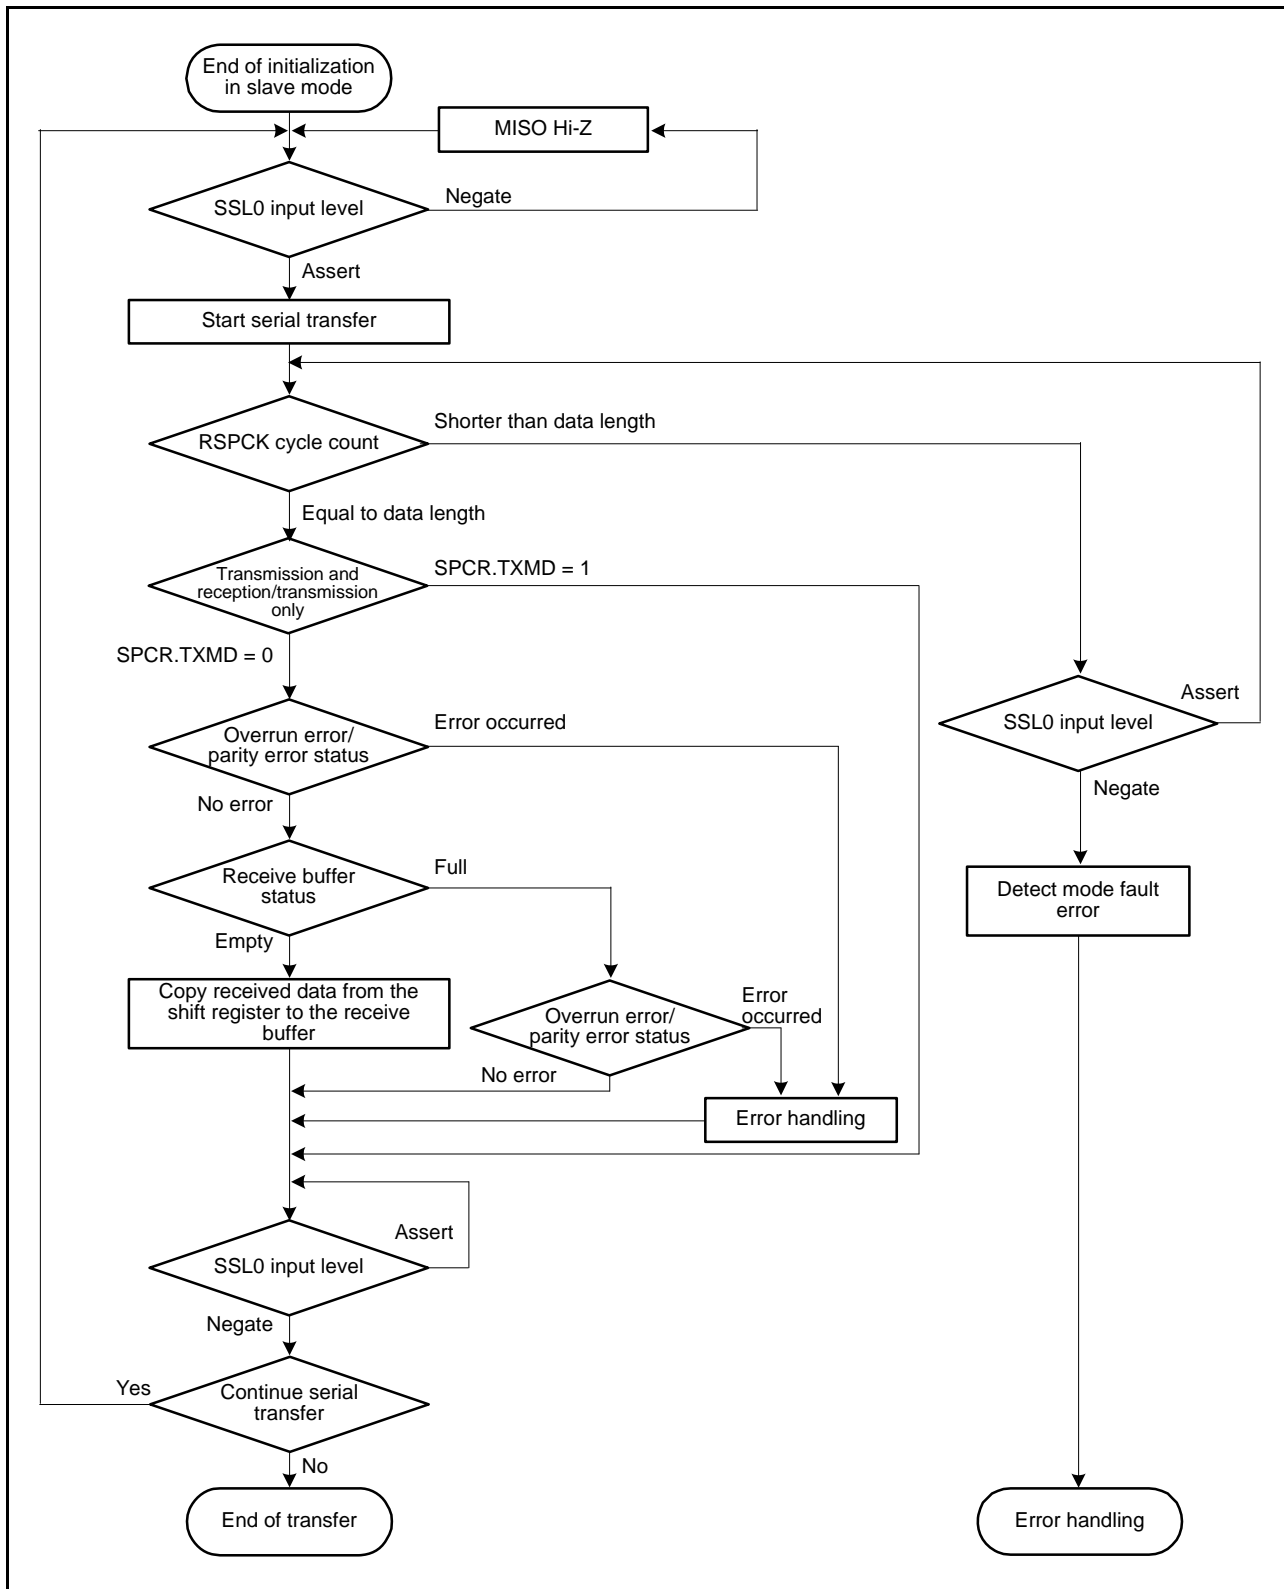 End of initialization
in slave mode
MISO Hi-Z
SSL0 input level
Negate
Assert
Start serial transfer
RSPCK cycle count
Shorter than data length
Equal to data length
Transmission and
reception/transmission
only
SPCR.TXMD = 1
SPCR.TXMD = 0
SSL0 input level
Assert
Negate
Overrun error/
parity error status
Error occurred
No error
Receive buffer
status
Full
Empty
Detect mode fault
error
Copy received data from the
shift register to the receive
buffer
Overrun error/
parity error status
Error
occurred
No error
Error handling
SSL0 input level
Assert
Negate
Continue serial
transfer
Yes
No
End of transfer
Error handling